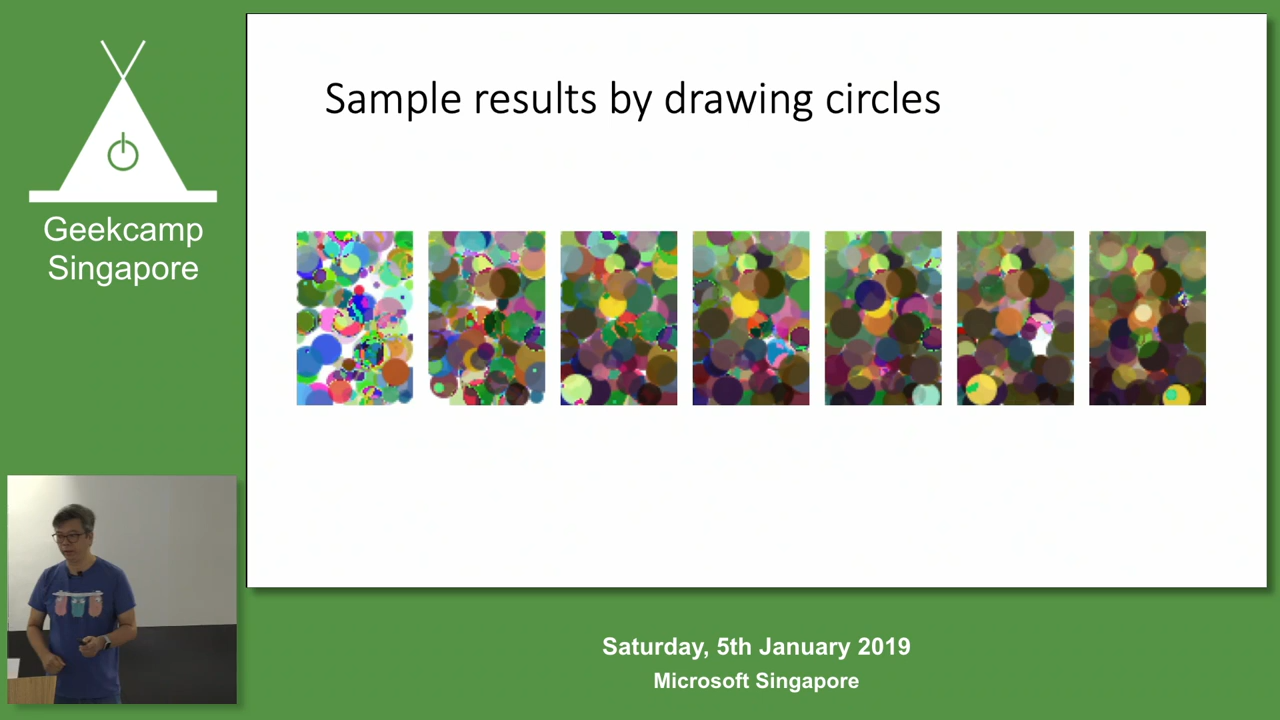 Sample results by drawing circles
Geekcamp
Singapore
Saturday, 5th January 2019
Microsoft Singapore